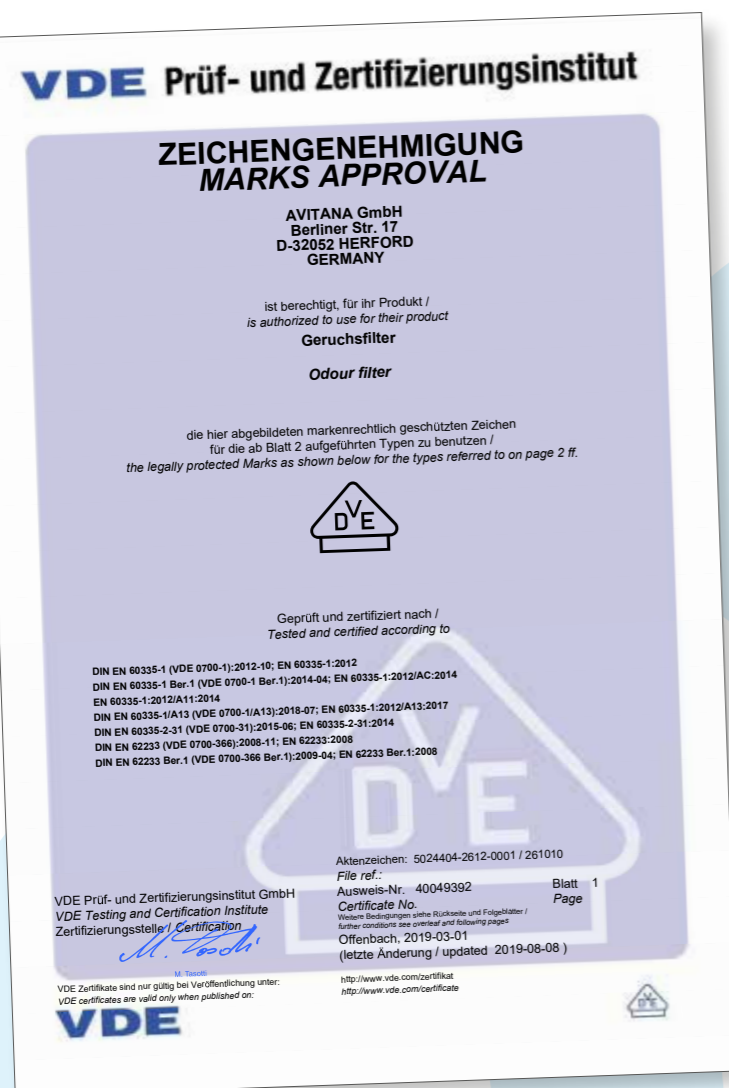 VDE Prüf- und Zertifizierungsinstitut
ZEICHENGENEHMIGUNG
MARKS APPROVAL
AVITANA GmbH
Berliner Str. 17
D-32052 HERFORD
GERMANY
ist berechtigt, für ihr Produkt /
is authorized to use for their product
Geruchsfilter
Odour filter
die hier abgebildeten markenrechtlich geschützten Zeichen
für die ab Blatt 2 aufgeführten Typen zu benutzen /
the legally protected Marks as shown below for the types referred to on page 2 ff.
DVE
Geprüft und zertifiziert nach /
Tested and certified according to
DIN EN 60335-1 (VDE 0700-1):2012-10; EN 60335-1:2012
DIN EN 60335-1 Ber.1 (VDE 0700-1 Ber.1):2014-04; EN 60335-1:2012/AC:2014
EN 60335-1:2012/A11:2014
DIN EN 60335-1/A13 (VDE 0700-1/A13):2018-07; EN 60335-1:2012/A13:2017
DIN EN 60335-2-31 (VDE 0700-31):2015-06; EN 60335-2-31:2014
DIN EN 62233 (VDE 0700-366):2008-11; EN 62233:2008
DIN EN 62233 Ber.1 (VDE 0700-366 Ber.1):2009-04; EN 62233 Ber.1:2008
DVE
VDE Prüf- und Zertifizierungsinstitut GmbH
VDE Testing and Certification Institute
Zertifizierungsstelle / Certification
M. Tasotti
Aktenzeichen: 5024404-2612-0001 / 261010
File ref.:
Ausweis-Nr. 40049392 Blatt 1
Certificate No. Page
Weitere Bedingungen siehe Rückseite und Folgeblätter /
further conditions see overleaf and following pages
Offenbach, 2019-03-01
(letzte Änderung / updated 2019-08-08 )
VDE Zertifikate sind nur gültig bei Veröffentlichung unter:
VDE certificates are valid only when published on:
http://www.vde.com/zertifikat
http://www.vde.com/certificate
VDE
DVE